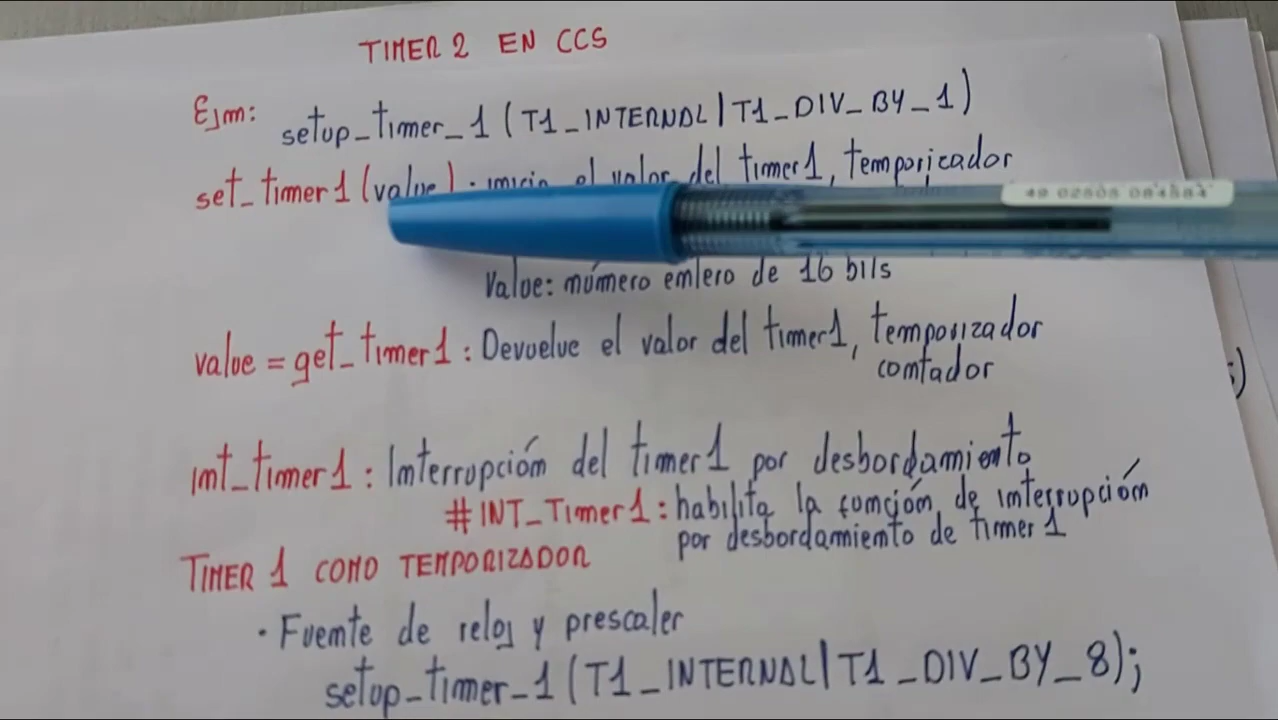 TIMER 2 EN CCS
Ejm: setup_timer_1 (T1_INTERNAL|T1_DIV_BY_1)
set_timer1 (value) : inicia el valor del timer1, temporizador
49 02505 084584
Value: número entero de 16 bits
value = get_timer1 : Devuelve el valor del timer1, temporizador
contador
int_timer1 : Interrupción del timer1 por desbordamiento
#INT_Timer1 : habilita la función de interrupción
por desbordamiento de timer 1
TIMER 1 COMO TEMPORIZADOR
· Fuente de reloj y prescaler
setup_timer_1 (T1_INTERNAL|T1_DIV_BY_8);